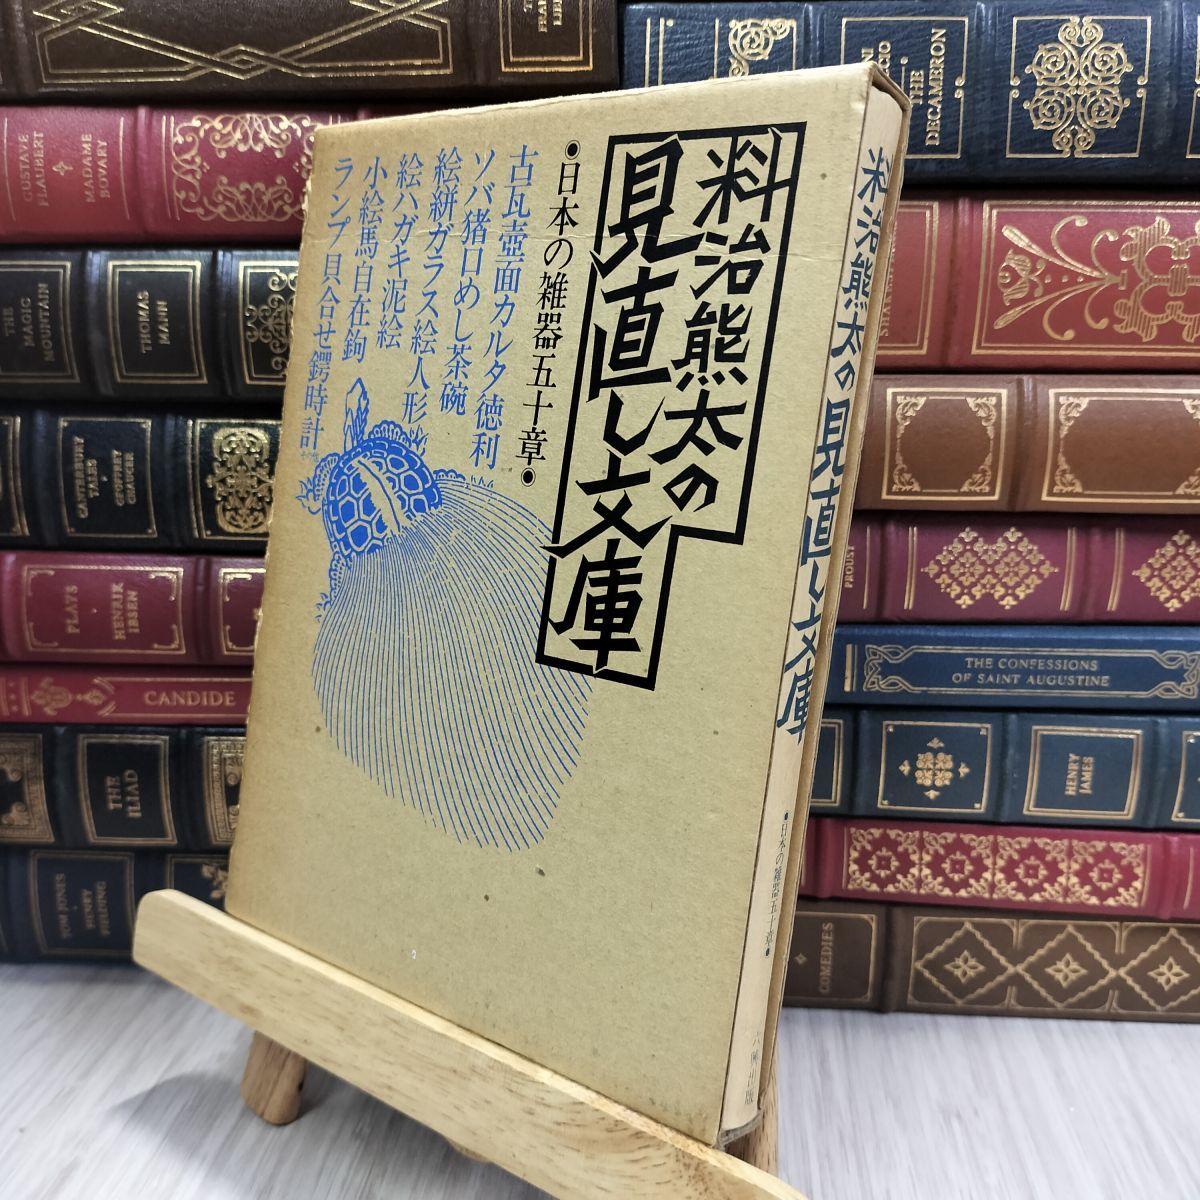 料治熊太の
見直し文庫
●日本の雑器五十章●
古瓦壺面カルタ徳利
ソバ猪口めし茶碗
絵絣ガラス絵人形
絵ハガキ泥絵
小絵馬自在鉤
ランプ貝合せ鍔時計
料治熊太の見直し文庫
●日本の雑器五十章●
GUSTAVE
FLAUBERT
MADAME
BOVARY
THE
MAGIC
MOUNTAIN
THOMAS
MANN
CANTERBURY
TALES
GEOFFREY
CHAUCER
PLAYS
HENRIK
IBSEN
CANDIDE
THE
ILIAD
TOM JONES
HENRY
FIELDING
THE
DECAMERON
PROUST
THE CONFESSIONS
OF SAINT AUGUSTINE
HENRY
JAMES
COMEDIES